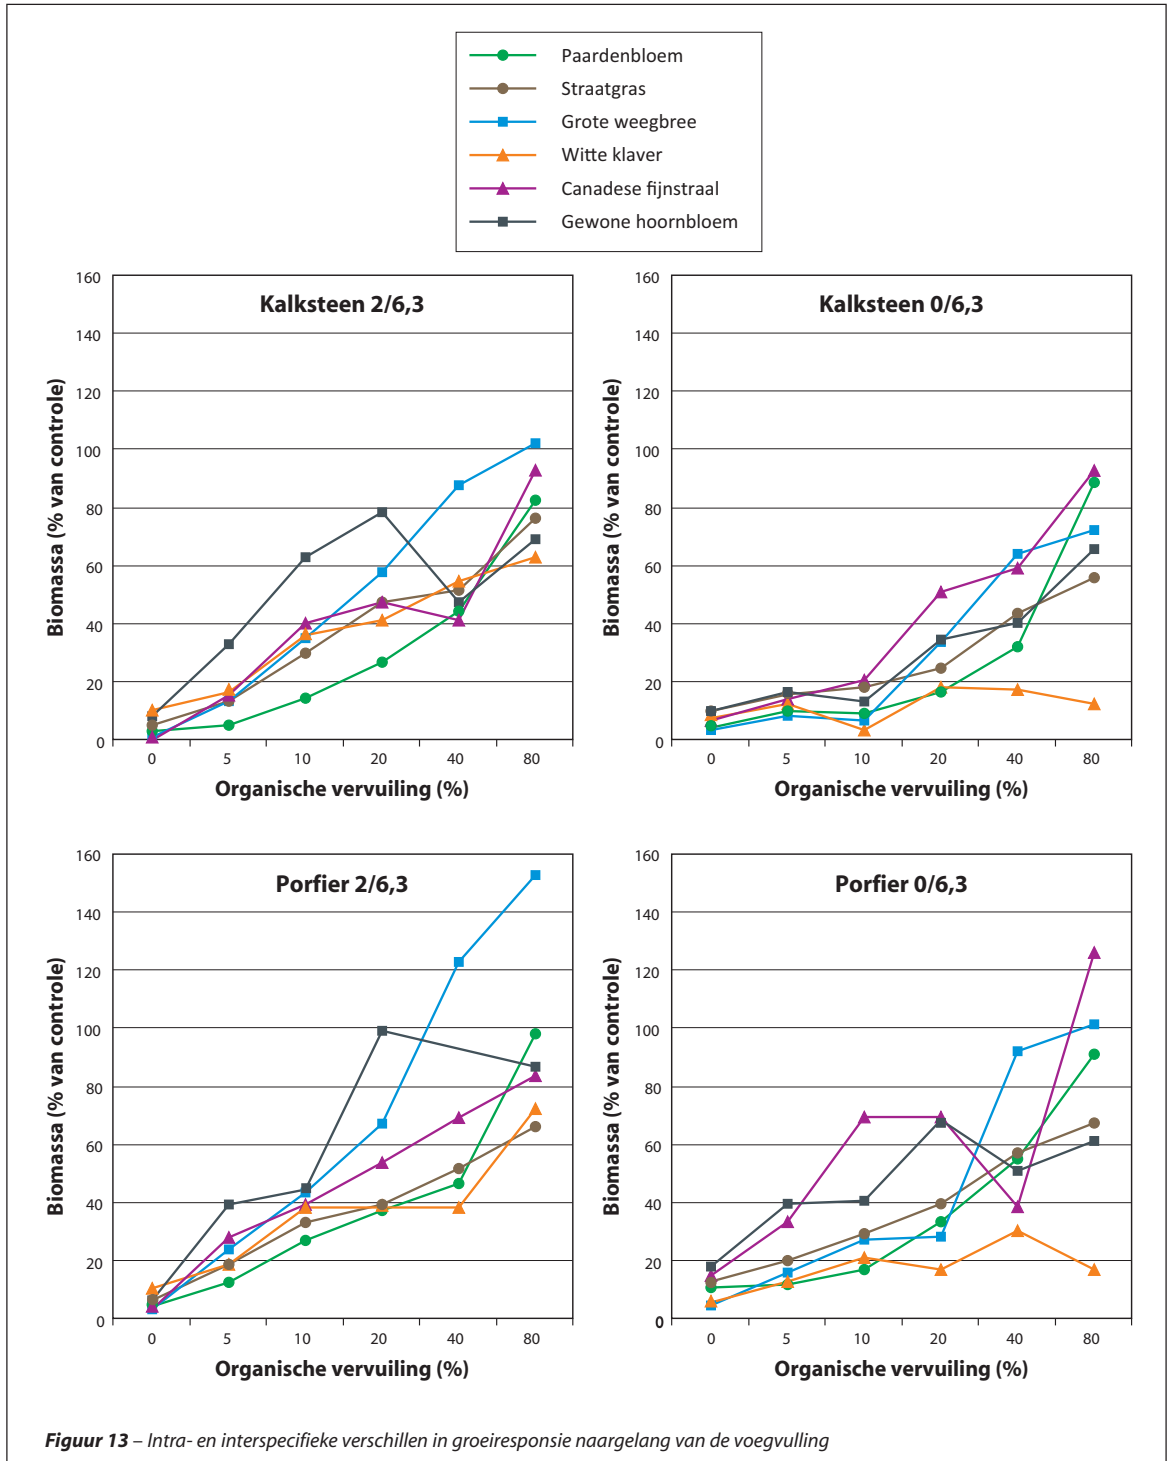 Paardenbloem
Straatgras
Grote weegbree
Witte klaver
Canadese fijnstraal
Gewone hoornbloem
Kalksteen 2/6,3
Biomassa (% van controle)
160
140
120
100
80
60
40
20
0
0 5 10 20 40 80
Organische vervuiling (%)
Kalksteen 0/6,3
Biomassa (% van controle)
160
140
120
100
80
60
40
20
0
0 5 10 20 40 80
Organische vervuiling (%)
Porfier 2/6,3
Biomassa (% van controle)
160
140
120
100
80
60
40
20
0
0 5 10 20 40 80
Organische vervuiling (%)
Porfier 0/6,3
Biomassa (% van controle)
160
140
120
100
80
60
40
20
0
0 5 10 20 40 80
Organische vervuiling (%)
Figuur 13 – Intra- en interspecifieke verschillen in groeiresponsie naargelang van de voegvulling